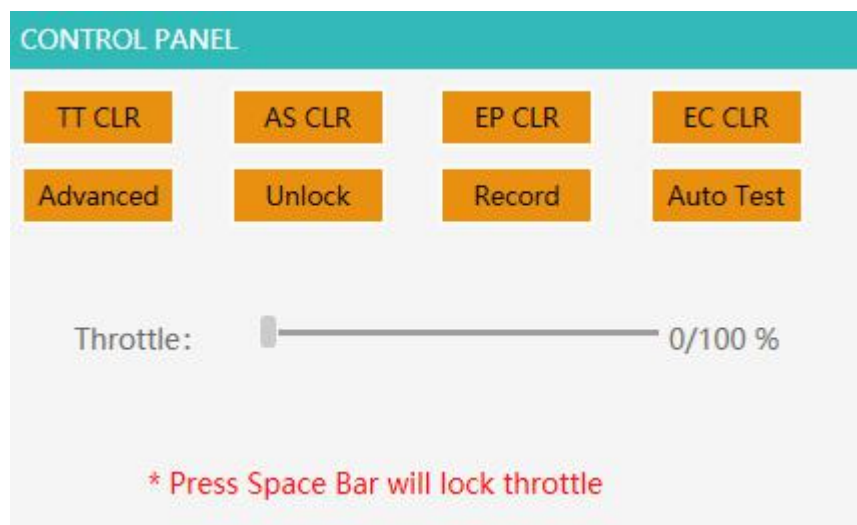 CONTROL PANEL
TT CLR AS CLR EP CLR EC CLR
Advanced Unlock Record Auto Test
Throttle: 0/100 %
* Press Space Bar will lock throttle